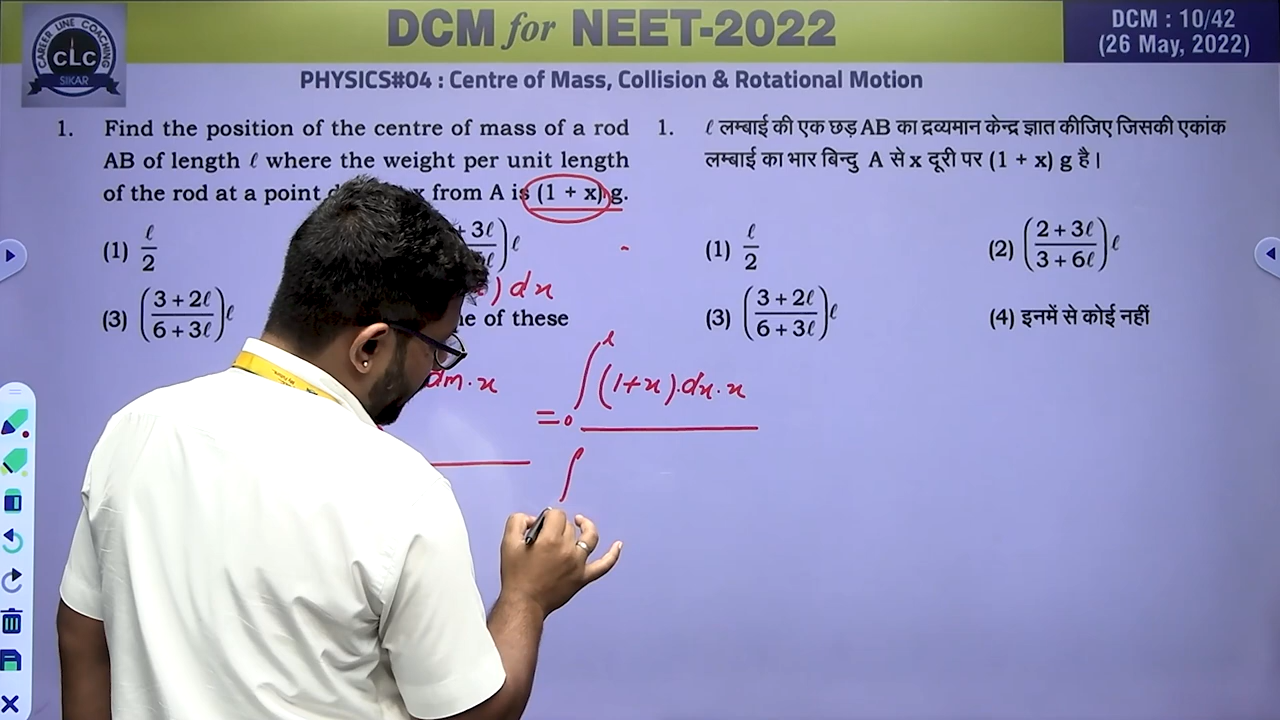 DCM for NEET-2022
DCM : 10/42
(26 May, 2022)
CAREER LINE COACHING
CLC
SIKAR
PHYSICS#04 : Centre of Mass, Collision & Rotational Motion
1. Find the position of the centre of mass of a rod
AB of length ℓ where the weight per unit length
of the rod at a point x from A is (1 + x) g.
(1) ℓ/2
+ 3ℓ ℓ
(3) ((3 + 2ℓ)/(6 + 3ℓ))ℓ
of these
) dx
dm·x
= ∫₀^ℓ (1+x)·dx·x
∫
1. ℓ लम्बाई की एक छड़ AB का द्रव्यमान केन्द्र ज्ञात कीजिए जिसकी एकांक
लम्बाई का भार बिन्दु A से x दूरी पर (1 + x) g है।
(1) ℓ/2
(2) ((2 + 3ℓ)/(3 + 6ℓ))ℓ
(3) ((3 + 2ℓ)/(6 + 3ℓ))ℓ
(4) इनमें से कोई नहीं